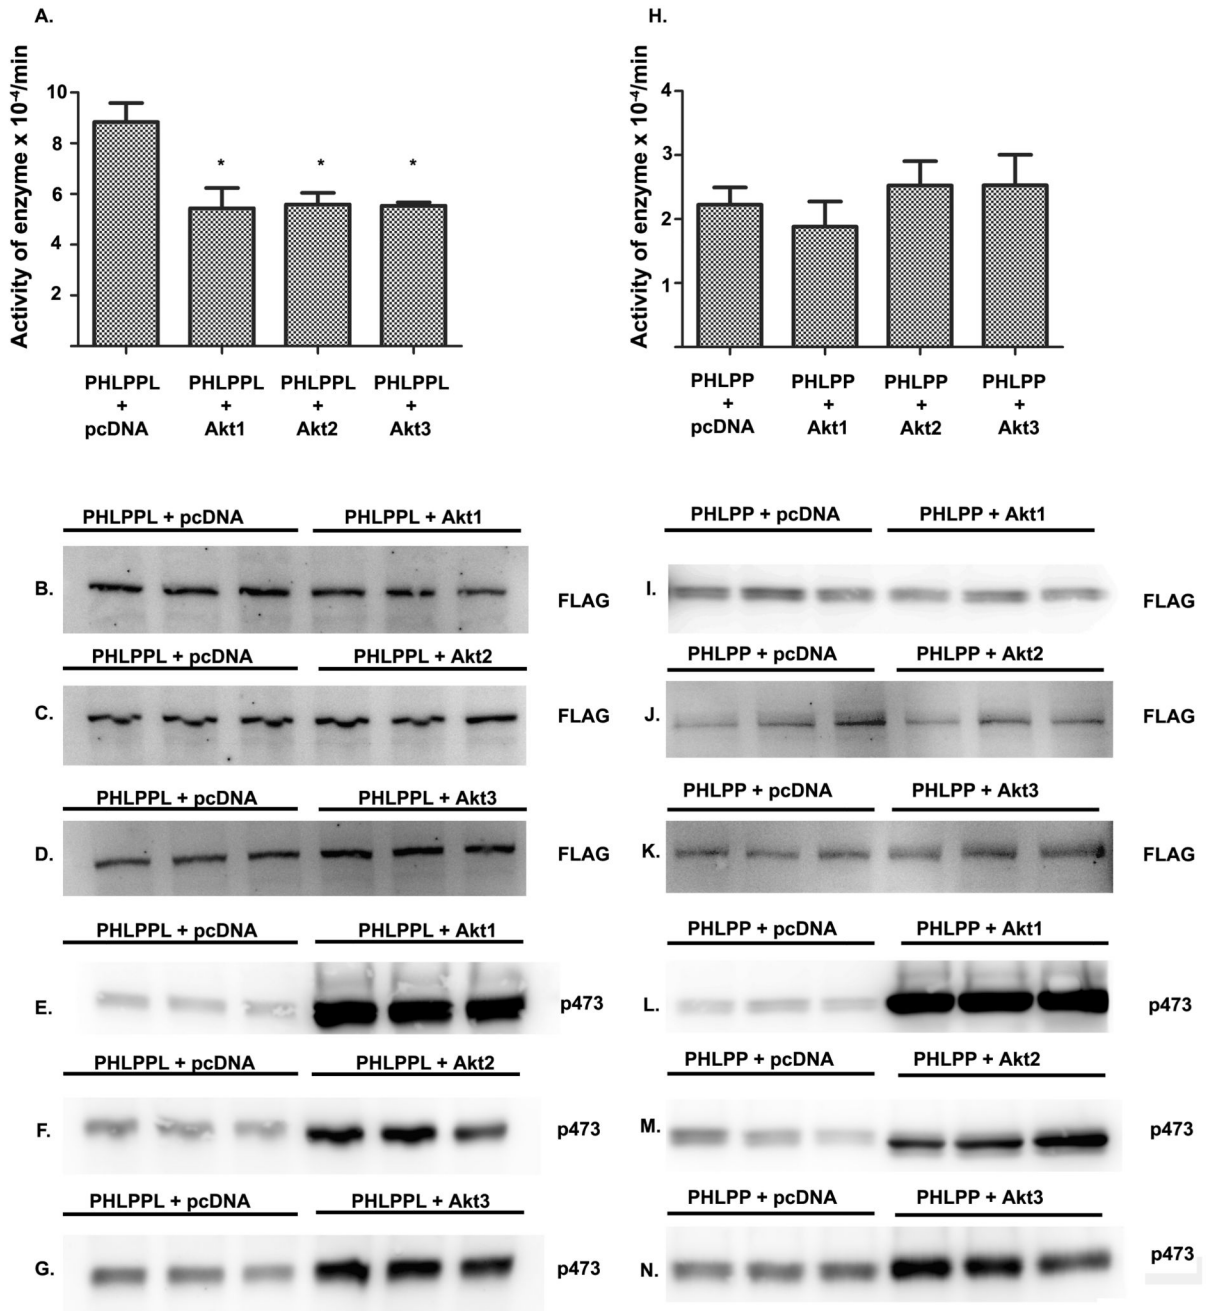 A.
Activity of enzyme x 10-4/min
10
8
6
4
2
* * *
PHLPPL PHLPPL PHLPPL PHLPPL
+ + + +
pcDNA Akt1 Akt2 Akt3
H.
Activity of enzyme x 10-4/min
4
3
2
1
PHLPP PHLPP PHLPP PHLPP
+ + + +
pcDNA Akt1 Akt2 Akt3
PHLPPL + pcDNA PHLPPL + Akt1
B. FLAG
PHLPPL + pcDNA PHLPPL + Akt2
C. FLAG
PHLPPL + pcDNA PHLPPL + Akt3
D. FLAG
PHLPPL + pcDNA PHLPPL + Akt1
E. p473
PHLPPL + pcDNA PHLPPL + Akt2
F. p473
PHLPPL + pcDNA PHLPPL + Akt3
G. p473
PHLPP + pcDNA PHLPP + Akt1
I. FLAG
PHLPP + pcDNA PHLPP + Akt2
J. FLAG
PHLPP + pcDNA PHLPP + Akt3
K. FLAG
PHLPP + pcDNA PHLPP + Akt1
L. p473
PHLPP + pcDNA PHLPP + Akt2
M. p473
PHLPP + pcDNA PHLPP + Akt3
N. p473